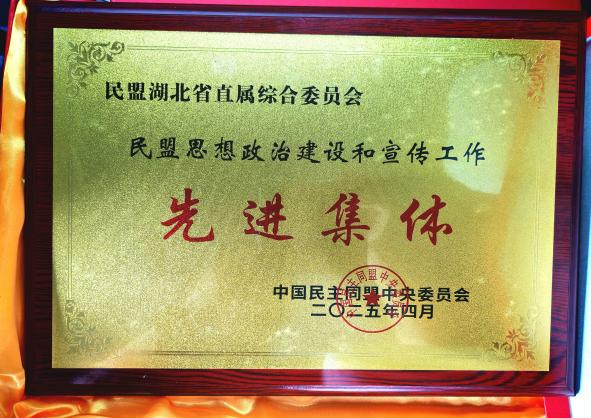 民盟湖北省直属综合委员会
民盟思想政治建设和宣传工作
先进集体
中国民主同盟中央委员会
二〇二五年四月